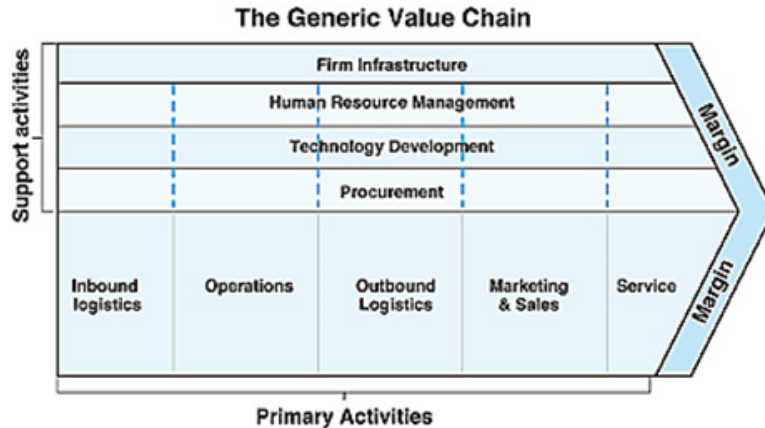 The Generic Value Chain
Support activities
Firm Infrastructure
Human Resource Management
Technology Development
Procurement
Margin
Inbound
logistics
Operations
Outbound
Logistics
Marketing
& Sales
Service
Margin
Primary Activities